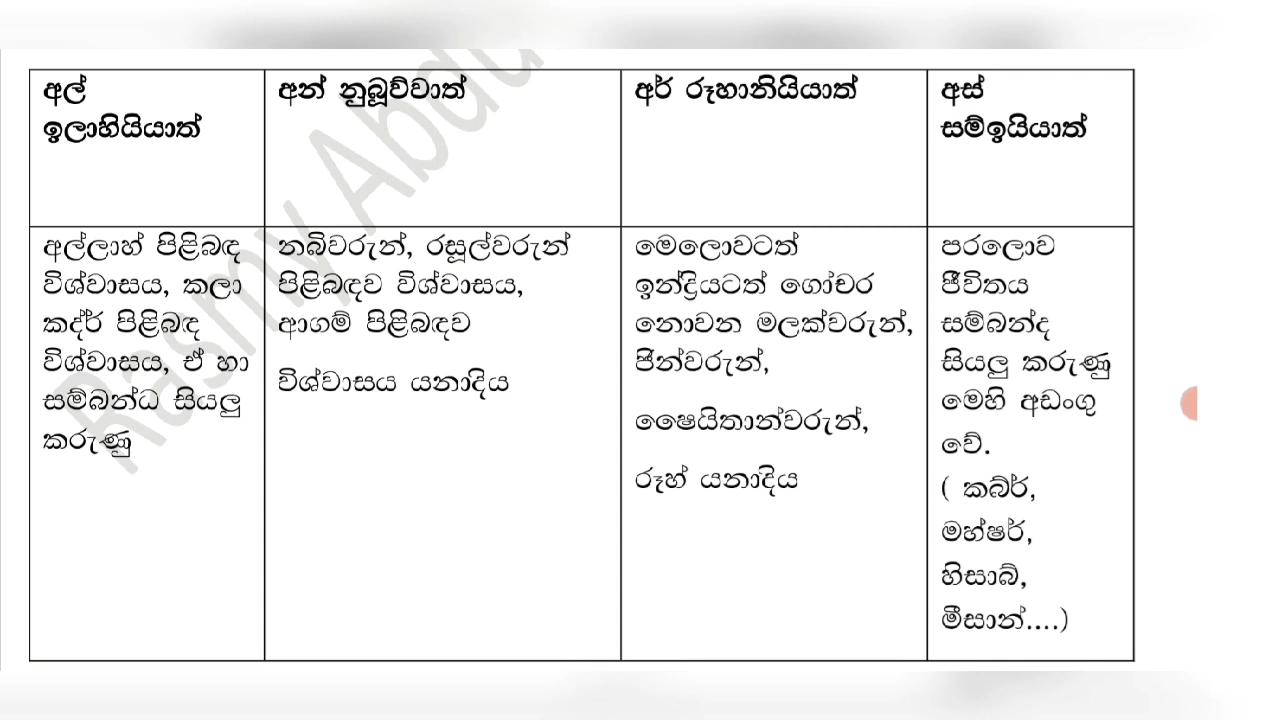 අල්
ඉලාහියියාත්
අන් නුබුව්වාත්
අර් රූහානියියාත්
අස්
සම්ඉයියාත්
අල්ලාහ් පිළිබඳ
විශ්වාසය, කලා
කද්ර් පිළිබඳ
විශ්වාසය, ඒ හා
සම්බන්ධ සියලු
කරුණු
නබිවරුන්, රසූල්වරුන්
පිළිබඳව විශ්වාසය,
ආගම් පිළිබඳව
විශ්වාසය යනාදිය
මෙලොවටත්
ඉන්ද්‍රියටත් ගෝචර
නොවන මලක්වරුන්,
ජින්වරුන්,
ෂෛයිතාන්වරුන්,
රූහ් යනාදිය
පරලොව
ජීවිතය
සම්බන්ද
සියලු කරුණු
මෙහි අඩංගු
වේ.
( කබ්ර්,
මහ්ෂර්,
හිසාබ්,
මීසාන්....)
Rasmy Abdu